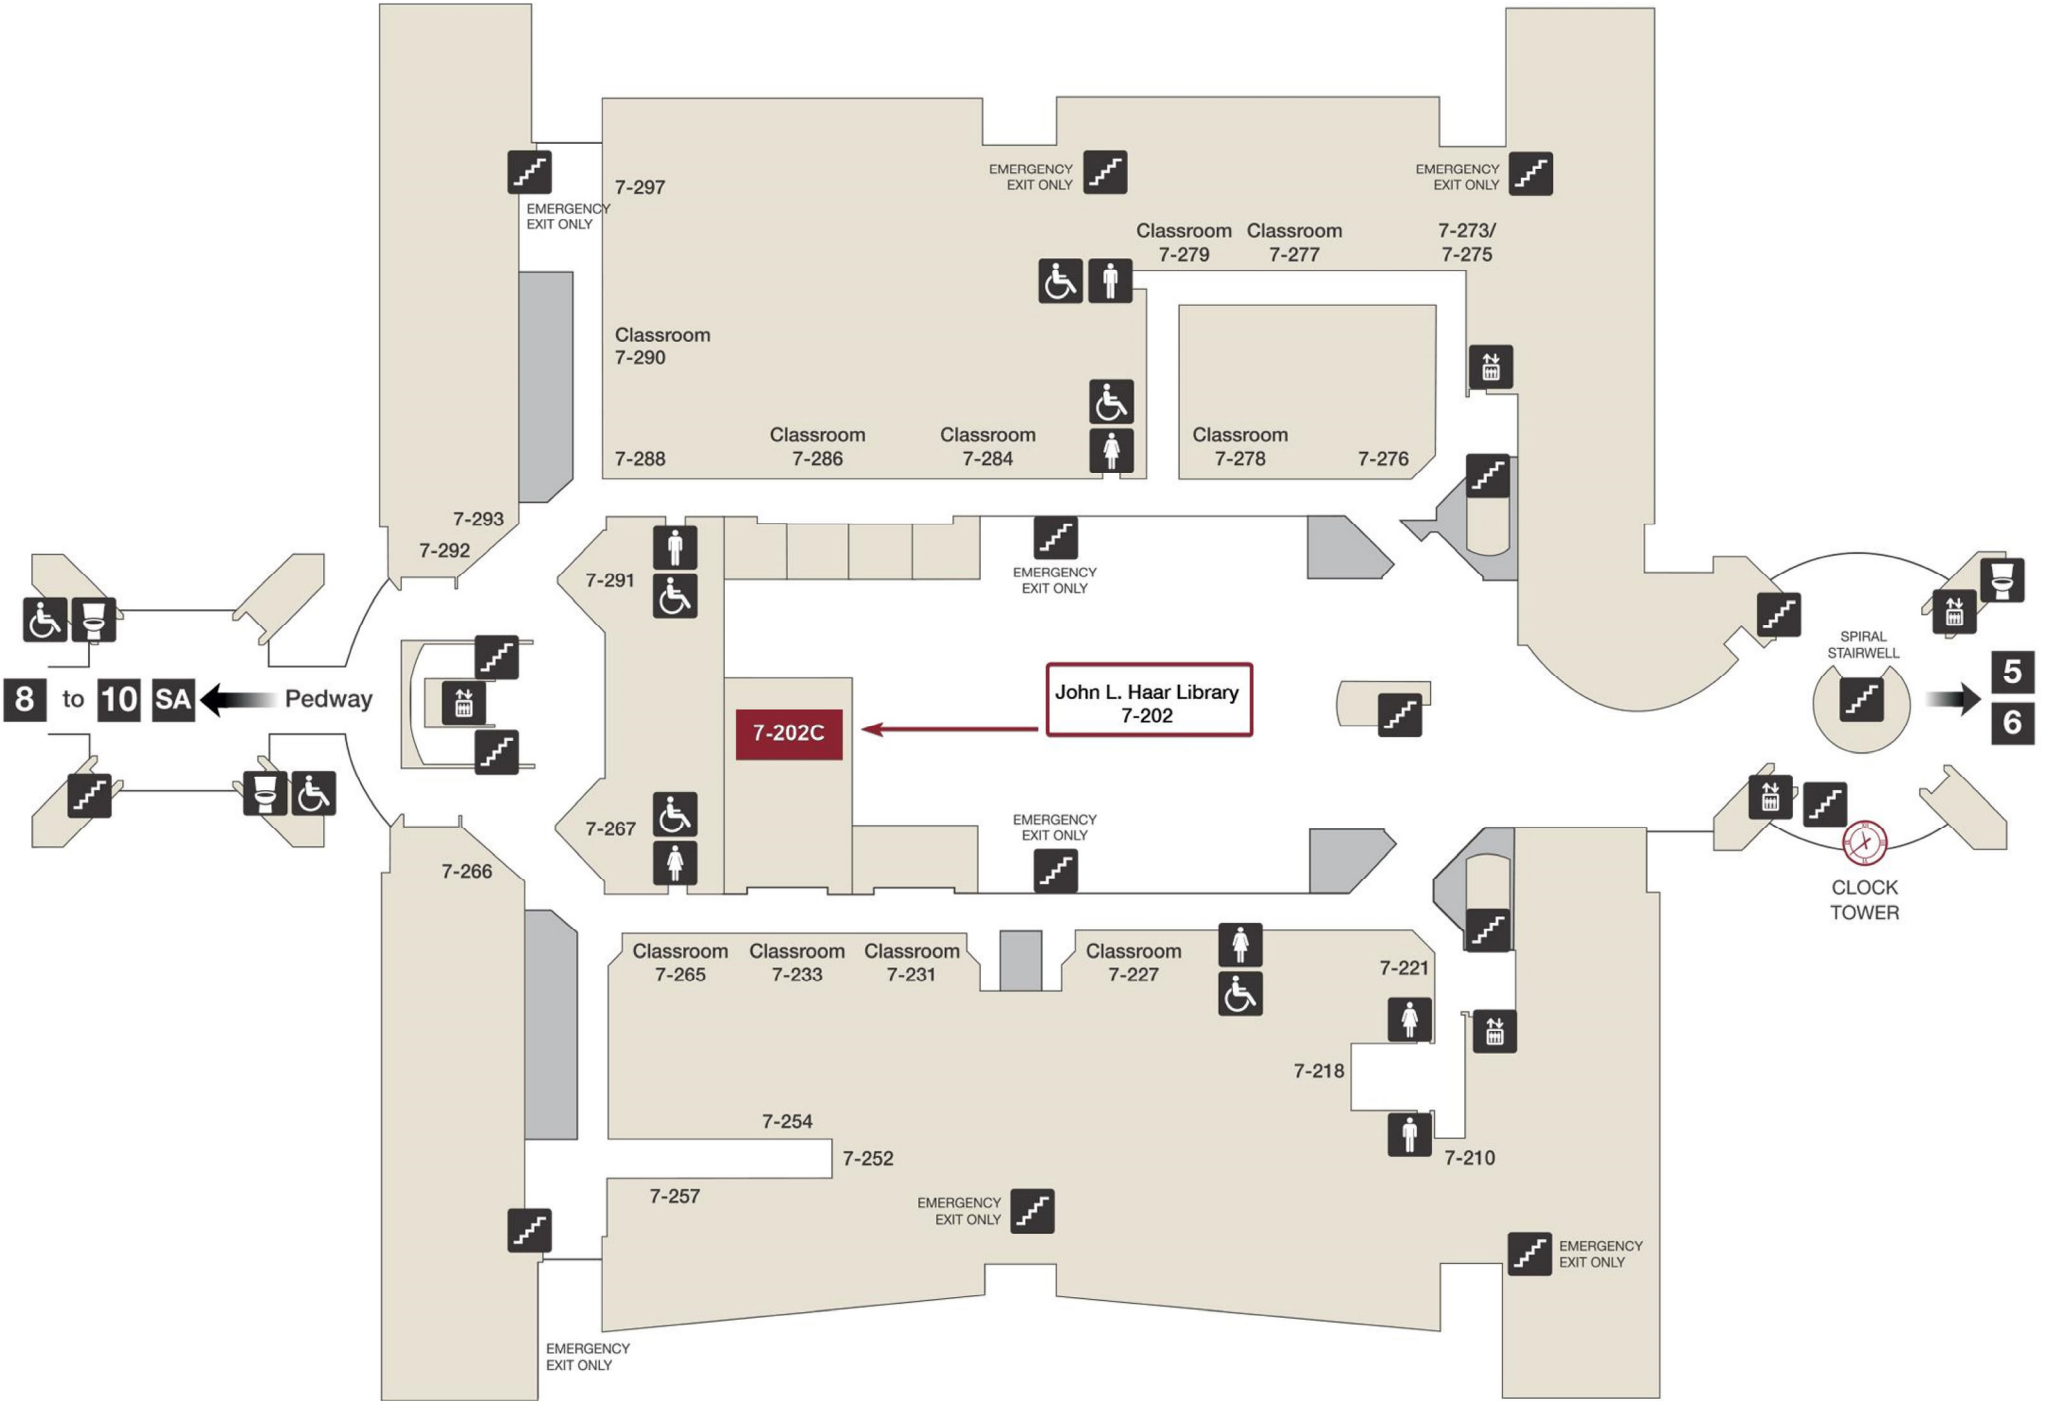 7-297
EMERGENCY
EXIT ONLY
EMERGENCY
EXIT ONLY
EMERGENCY
EXIT ONLY
Classroom
7-279
Classroom
7-277
7-273/
7-275
Classroom
7-290
7-288
Classroom
7-286
Classroom
7-284
Classroom
7-278
7-276
7-293
7-292
7-291
EMERGENCY
EXIT ONLY
SPIRAL
STAIRWELL
8 to 10 SA Pedway
John L. Haar Library
7-202
7-202C
5
6
7-267
EMERGENCY
EXIT ONLY
7-266
CLOCK
TOWER
Classroom
7-265
Classroom
7-233
Classroom
7-231
Classroom
7-227
7-221
7-218
7-254
7-252
7-210
7-257
EMERGENCY
EXIT ONLY
EMERGENCY
EXIT ONLY
EMERGENCY
EXIT ONLY